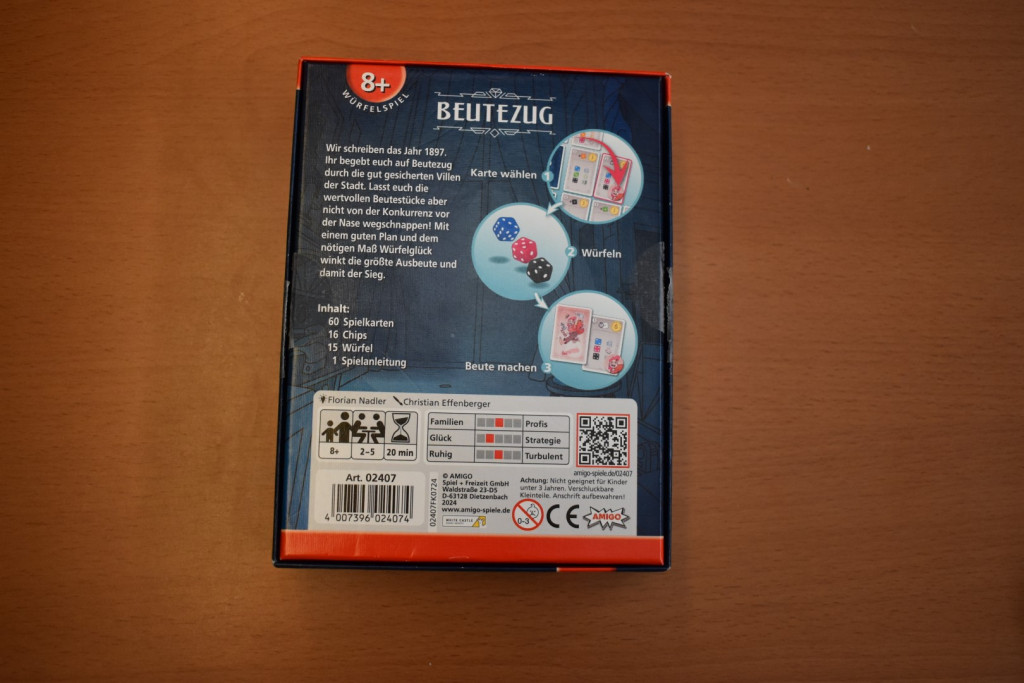 8+
WÜRFELSPIEL
BEUTEZUG
Wir schreiben das Jahr 1897.
Ihr begebt euch auf Beutezug
durch die gut gesicherten Villen
der Stadt. Lasst euch die
wertvollen Beutestücke aber
nicht von der Konkurrenz vor
der Nase wegschnappen! Mit
einem guten Plan und dem
nötigen Maß Würfelglück
winkt die größte Ausbeute und
damit der Sieg.
Karte wählen 1
2 Würfeln
Beute machen 3
Inhalt:
60 Spielkarten
16 Chips
15 Würfel
1 Spielanleitung
Florian Nadler Christian Effenberger
8+ 2–5 20 min
Familien Profis
Glück Strategie
Ruhig Turbulent
amigo-spiele.de/02407
Art. 02407
4 007396 024074
02407FK0724
© AMIGO
Spiel + Freizeit GmbH
Waldstraße 23-D5
D-63128 Dietzenbach
2024
www.amigo-spiele.de
WHITE CASTLE
Achtung: Nicht geeignet für Kinder
unter 3 Jahren. Verschluckbare
Kleinteile. Anschrift aufbewahren!
0-3
CE
AMIGO